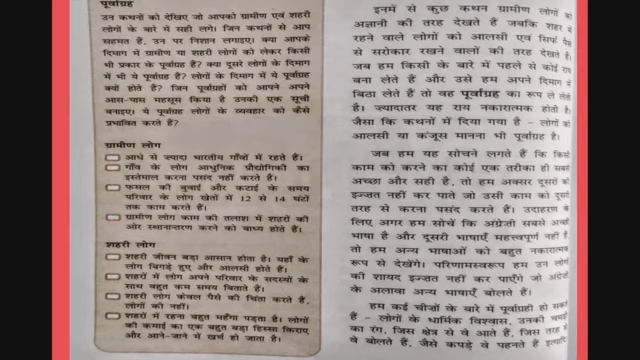 पूर्वाग्रह
उन कथनों को देखिए जो आपको ग्रामीण एवं शहरी
लोगों के बारे में सही लगे। जिन कथनों से आप
सहमत हैं, उन पर निशान लगाइए। क्या आपके
दिमाग में ग्रामीण या शहरी लोगों को लेकर किसी
भी प्रकार के पूर्वाग्रह हैं? क्या दूसरे लोगों के दिमाग
में भी ये पूर्वाग्रह हैं? लोगों के दिमाग में ये पूर्वाग्रह
क्यों होते हैं? जिन पूर्वाग्रहों को आपने अपने
आस-पास महसूस किया है उनकी एक सूची
बनाइए। ये पूर्वाग्रह लोगों के व्यवहार को कैसे
प्रभावित करते हैं?
ग्रामीण लोग
आधे से ज़्यादा भारतीय गाँवों में रहते हैं।
गाँव के लोग आधुनिक प्रौद्योगिकी का
इस्तेमाल करना पसंद नहीं करते हैं।
फसल की बुवाई और कटाई के समय
परिवार के लोग खेतों में 12 से 14 घंटों
तक काम करते हैं।
ग्रामीण लोग काम की तलाश में शहरों की
ओर स्थानान्तरण करने को बाध्य होते हैं।
शहरी लोग
शहरी जीवन बड़ा आसान होता है। यहाँ के
लोग बिगड़े हुए और आलसी होते हैं।
शहरों में लोग अपने परिवार के सदस्यों के
साथ बहुत कम समय बिताते हैं।
शहरी लोग केवल पैसे की चिंता करते हैं,
लोगों की नहीं।
शहरों में रहना बहुत महँगा पड़ता है। लोगों
की कमाई का एक बहुत बड़ा हिस्सा किराए
और आने-जाने में खर्च हो जाता है।
इनमें से कुछ कथन ग्रामीण लोगों को
अज्ञानी की तरह देखते हैं जबकि शहर में
रहने वाले लोगों को आलसी एवं सिर्फ पैसे
से सरोकार रखने वालों की तरह देखते हैं।
जब हम किसी के बारे में पहले से कोई राय
बना लेते हैं और उसे हम अपने दिमाग में
बिठा लेते हैं तो वह पूर्वाग्रह का रूप ले लेती
है। ज़्यादातर यह राय नकारात्मक होती है।
जैसा कि कथनों में दिया गया है – लोगों को
आलसी या कंजूस मानना भी पूर्वाग्रह है।
जब हम यह सोचने लगते हैं कि किसी
काम को करने का कोई एक तरीका ही सबसे
अच्छा और सही है, तो हम अक्सर दूसरों की
इज़्ज़त नहीं कर पाते जो उसी काम को दूसरी
तरह से करना पसंद करते हैं। उदाहरण के
लिए अगर हम सोचें कि अंग्रेज़ी सबसे अच्छी
भाषा है और दूसरी भाषाएँ महत्त्वपूर्ण नहीं हैं,
तो हम अन्य भाषाओं को बहुत नकारात्मक
रूप से देखेंगे। परिणामस्वरूप हम उन लोगों
की शायद इज़्ज़त नहीं कर पाएँगे जो अंग्रेज़ी
के अलावा अन्य भाषाएँ बोलते हैं।
हम कई चीज़ों के बारे में पूर्वाग्रही हो सकते
हैं – लोगों के धार्मिक विश्वास, उनकी चमड़ी
का रंग, जिस क्षेत्र से वे आते हैं, जिस तरह से
वे बोलते हैं, जैसे कपड़े वे पहनते हैं इत्यादि